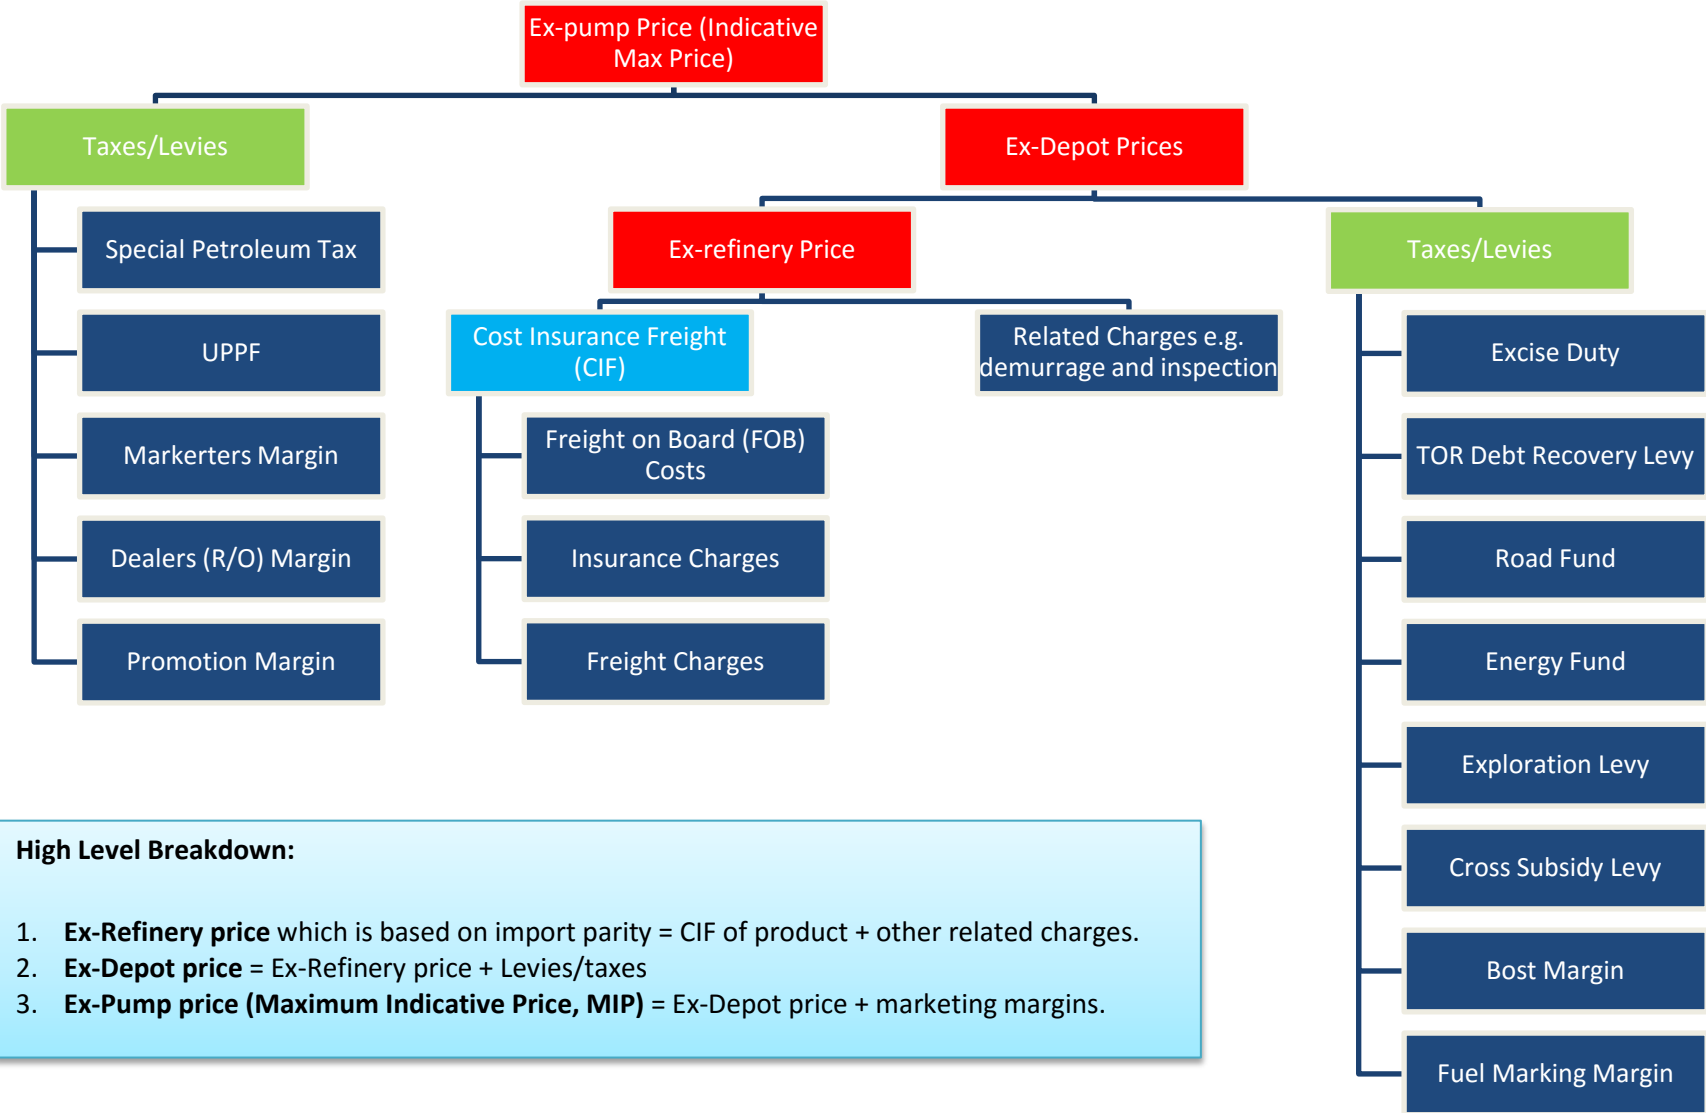 Ex-pump Price (Indicative
Max Price)
Taxes/Levies
Ex-Depot Prices
Special Petroleum Tax
UPPF
Markerters Margin
Dealers (R/O) Margin
Promotion Margin
Ex-refinery Price
Cost Insurance Freight
(CIF)
Freight on Board (FOB)
Costs
Insurance Charges
Freight Charges
Related Charges e.g.
demurrage and inspection
Taxes/Levies
Excise Duty
TOR Debt Recovery Levy
Road Fund
Energy Fund
Exploration Levy
Cross Subsidy Levy
Bost Margin
Fuel Marking Margin
High Level Breakdown:
1. Ex-Refinery price which is based on import parity = CIF of product + other related charges.
2. Ex-Depot price = Ex-Refinery price + Levies/taxes
3. Ex-Pump price (Maximum Indicative Price, MIP) = Ex-Depot price + marketing margins.